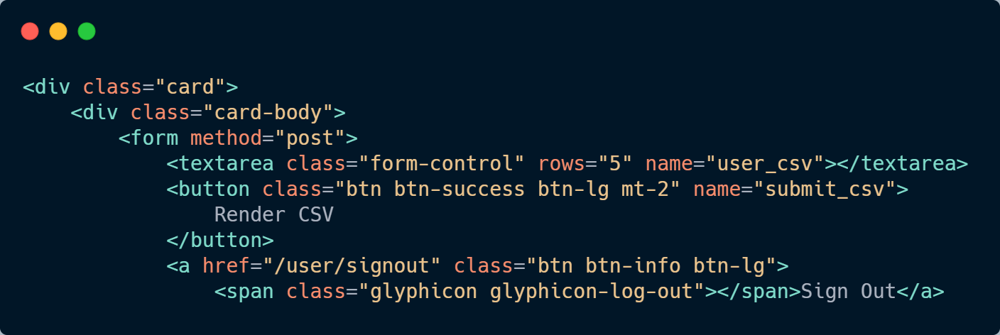 <div class="card">
    <div class="card-body">
        <form method="post">
            <textarea class="form-control" rows="5" name="user_csv"></textarea>
            <button class="btn btn-success btn-lg mt-2" name="submit_csv">
                Render CSV
            </button>
            <a href="/user/signout" class="btn btn-info btn-lg">
                <span class="glyphicon glyphicon-log-out"></span>Sign Out</a>